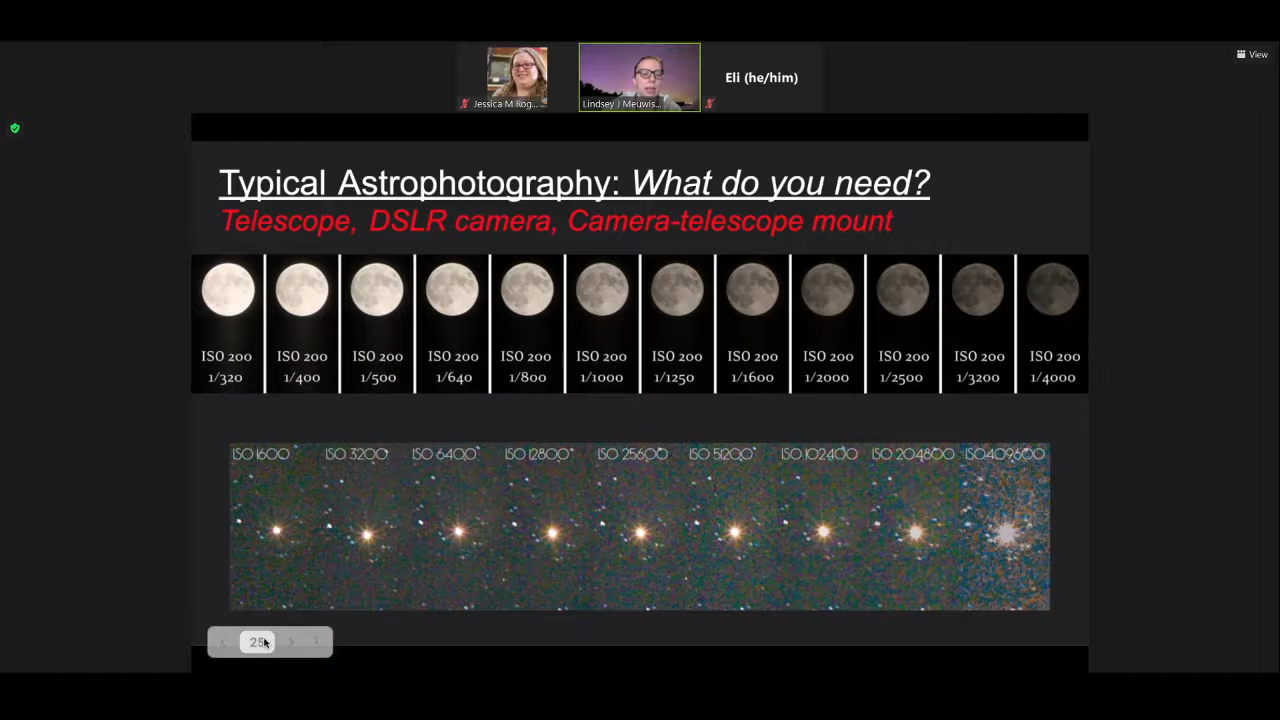 View
Jessica M Rog...
Lindsey J Meuwis...
Eli (he/him)
Typical Astrophotography: What do you need?
Telescope, DSLR camera, Camera-telescope mount
ISO 200 ISO 200 ISO 200 ISO 200 ISO 200 ISO 200 ISO 200 ISO 200 ISO 200 ISO 200 ISO 200 ISO 200
1/320 1/400 1/500 1/640 1/800 1/1000 1/1250 1/1600 1/2000 1/2500 1/3200 1/4000
ISO 1600 ISO 3200 ISO 6400 ISO 12800 ISO 25600 ISO 51200 ISO 102400 ISO 204800 ISO409600
25